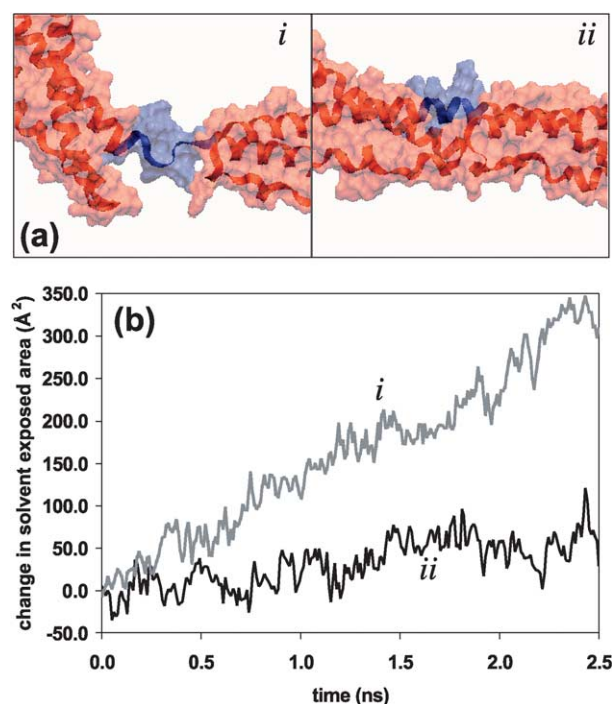 i
ii
(a)
(b)
change in solvent exposed area (Å²)
350.0
300.0
250.0
200.0
150.0
100.0
50.0
0.0
-50.0
i
ii
0.0 0.5 1.0 1.5 2.0 2.5
time (ns)